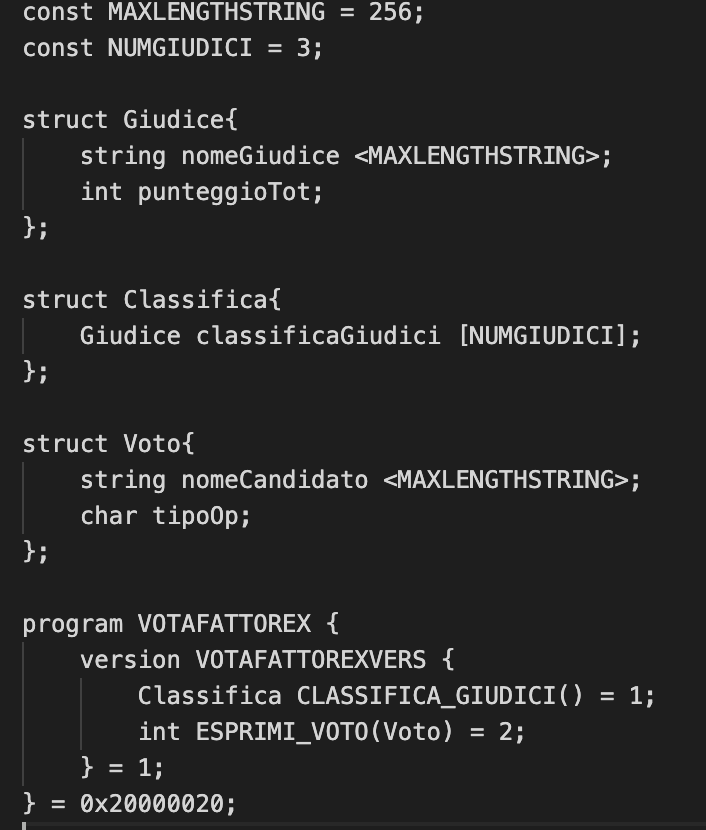 const MAXLENGTHSTRING = 256;
const NUMGIUDICI = 3;

struct Giudice{
    string nomeGiudice <MAXLENGTHSTRING>;
    int punteggioTot;
};

struct Classifica{
    Giudice classificaGiudici [NUMGIUDICI];
};

struct Voto{
    string nomeCandidato <MAXLENGTHSTRING>;
    char tipoOp;
};

program VOTAFATTOREX {
    version VOTAFATTOREXVERS {
        Classifica CLASSIFICA_GIUDICI() = 1;
        int ESPRIMI_VOTO(Voto) = 2;
    } = 1;
} = 0x20000020;